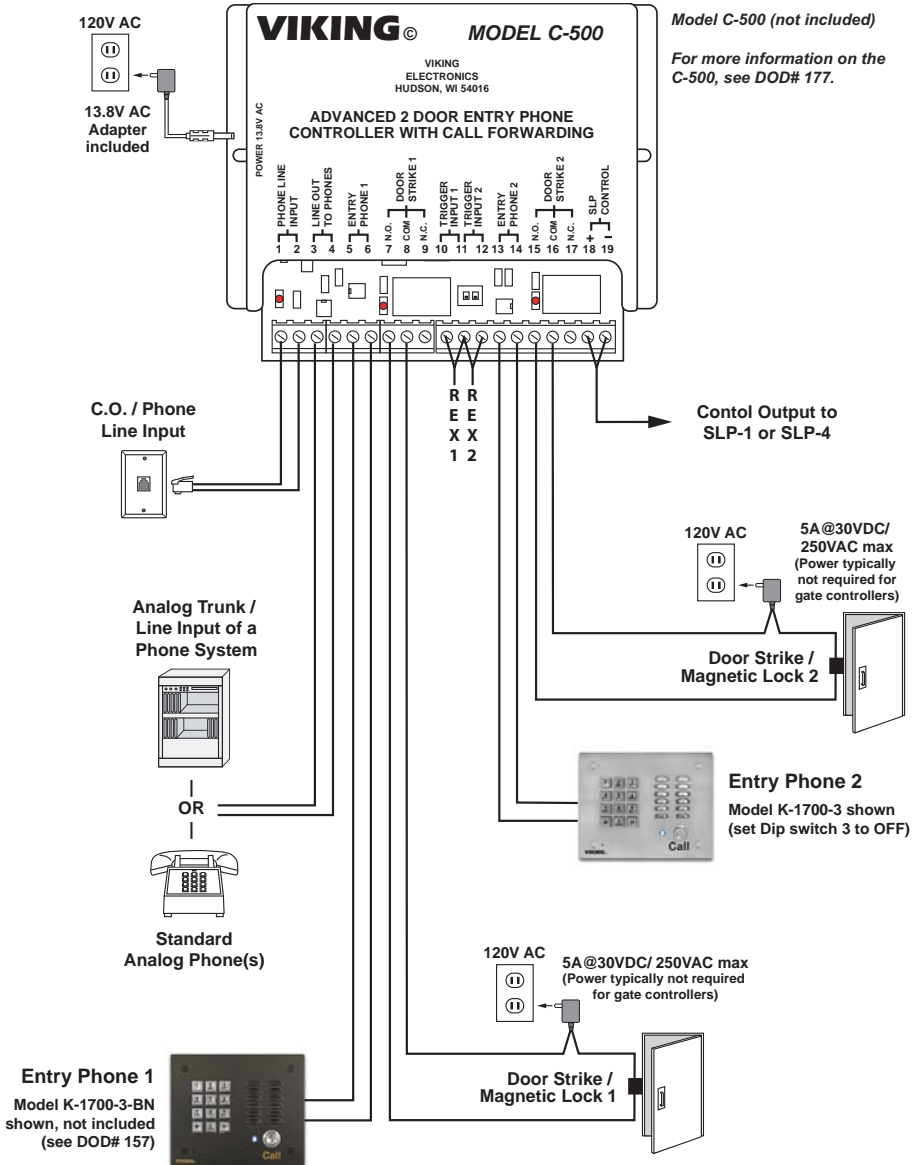 VIKING©
MODEL C-500
Model C-500 (not included)
For more information on the
C-500, see DOD# 177.
120V AC
13.8V AC
Adapter
included
VIKING
ELECTRONICS
HUDSON, WI 54016
ADVANCED 2 DOOR ENTRY PHONE
CONTROLLER WITH CALL FORWARDING
POWER 13.8V AC
PHONE LINE
INPUT
LINE OUT
TO PHONES
ENTRY
PHONE 1
DOOR
STRIKE 1
N.O.
COM
N.C.
TRIGGER
INPUT 1
TRIGGER
INPUT 2
ENTRY
PHONE 2
DOOR
STRIKE 2
N.O.
COM
N.C.
SLP
CONTROL
+ –
1 2 3 4 5 6 7 8 9 10 11 12 13 14 15 16 17 18 19
REX1
REX2
C.O. / Phone
Line Input
Contol Output to
SLP-1 or SLP-4
120V AC
5A@30VDC/
250VAC max
(Power typically
not required for
gate controllers)
Door Strike /
Magnetic Lock 2
Analog Trunk /
Line Input of a
Phone System
OR
Standard
Analog Phone(s)
Call
Entry Phone 2
Model K-1700-3 shown
(set Dip switch 3 to OFF)
120V AC
5A@30VDC/ 250VAC max
(Power typically not required
for gate controllers)
Door Strike /
Magnetic Lock 1
Entry Phone 1
Model K-1700-3-BN
shown, not included
(see DOD# 157)
Call